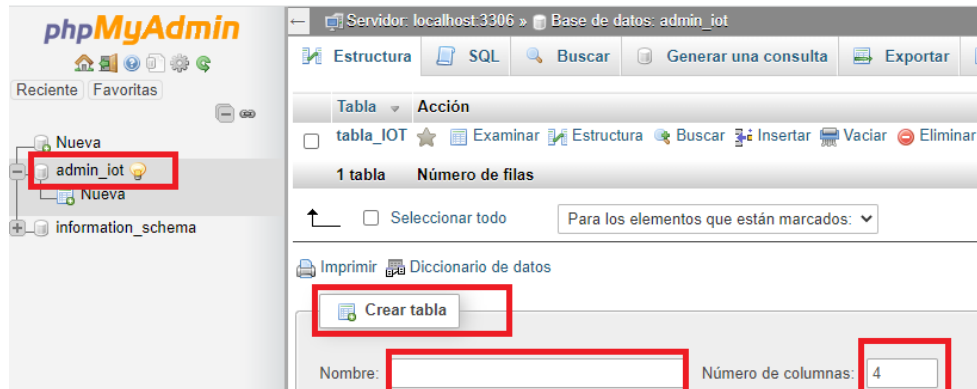 phpMyAdmin
Reciente Favoritas
Nueva
admin_iot
Nueva
information_schema
Servidor: localhost:3306 » Base de datos: admin_iot
Estructura SQL Buscar Generar una consulta Exportar
Tabla Acción
tabla_IOT Examinar Estructura Buscar Insertar Vaciar Eliminar
1 tabla Número de filas
Seleccionar todo Para los elementos que están marcados:
Imprimir Diccionario de datos
Crear tabla
Nombre: Número de columnas: 4